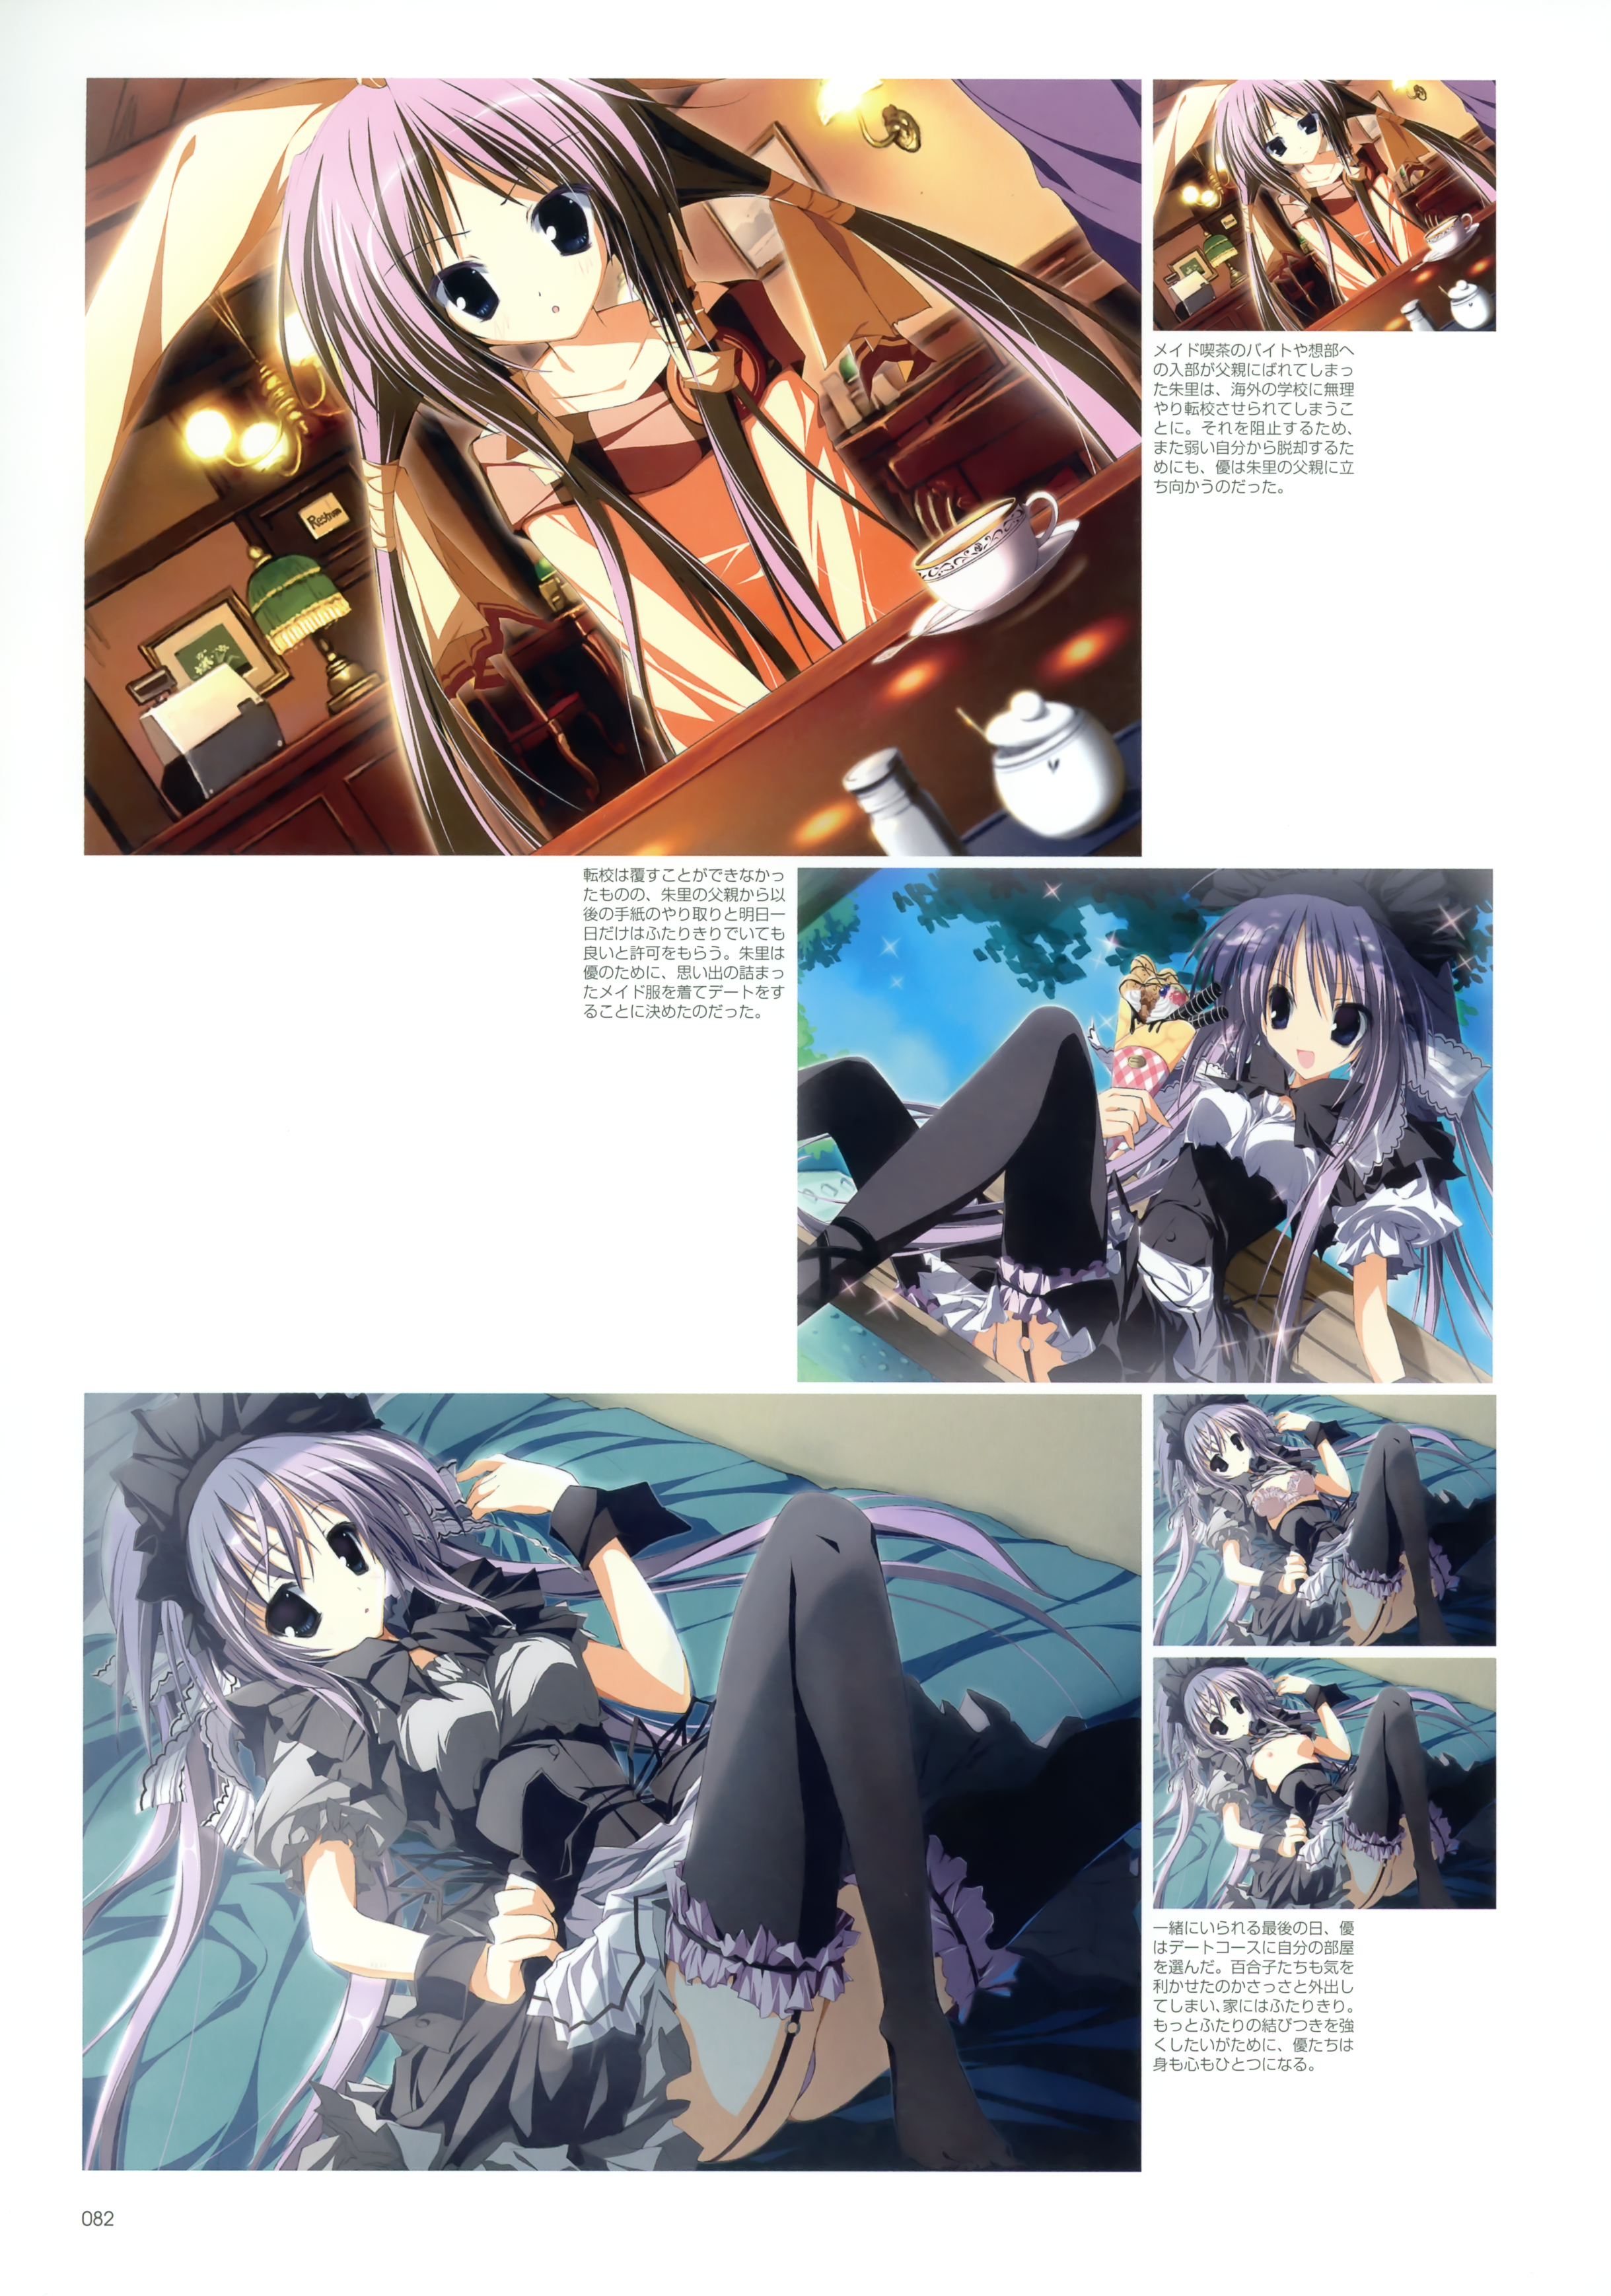 メイド喫茶のバイトや想部へ
の入部が父親にばれてしまっ
た朱里は、海外の学校に無理
やり転校させられてしまうこ
とに。それを阻止するため、
また弱い自分から脱却するた
めにも、優は朱里の父親に立
ち向かうのだった。
転校は覆すことができなかっ
たものの、朱里の父親から以
後の手紙のやり取りと明日一
日だけはふたりきりでいても
良いと許可をもらう。朱里は
優のために、思い出の詰まっ
たメイド服を着てデートをす
ることに決めたのだった。
一緒にいられる最後の日、優
はデートコースに自分の部屋
を選んだ。百合子たちも気を
利かせたのかさっさと外出し
てしまい、家にはふたりきり。
もっとふたりの結びつきを強
くしたいがために、優たちは
身も心もひとつになる。
082